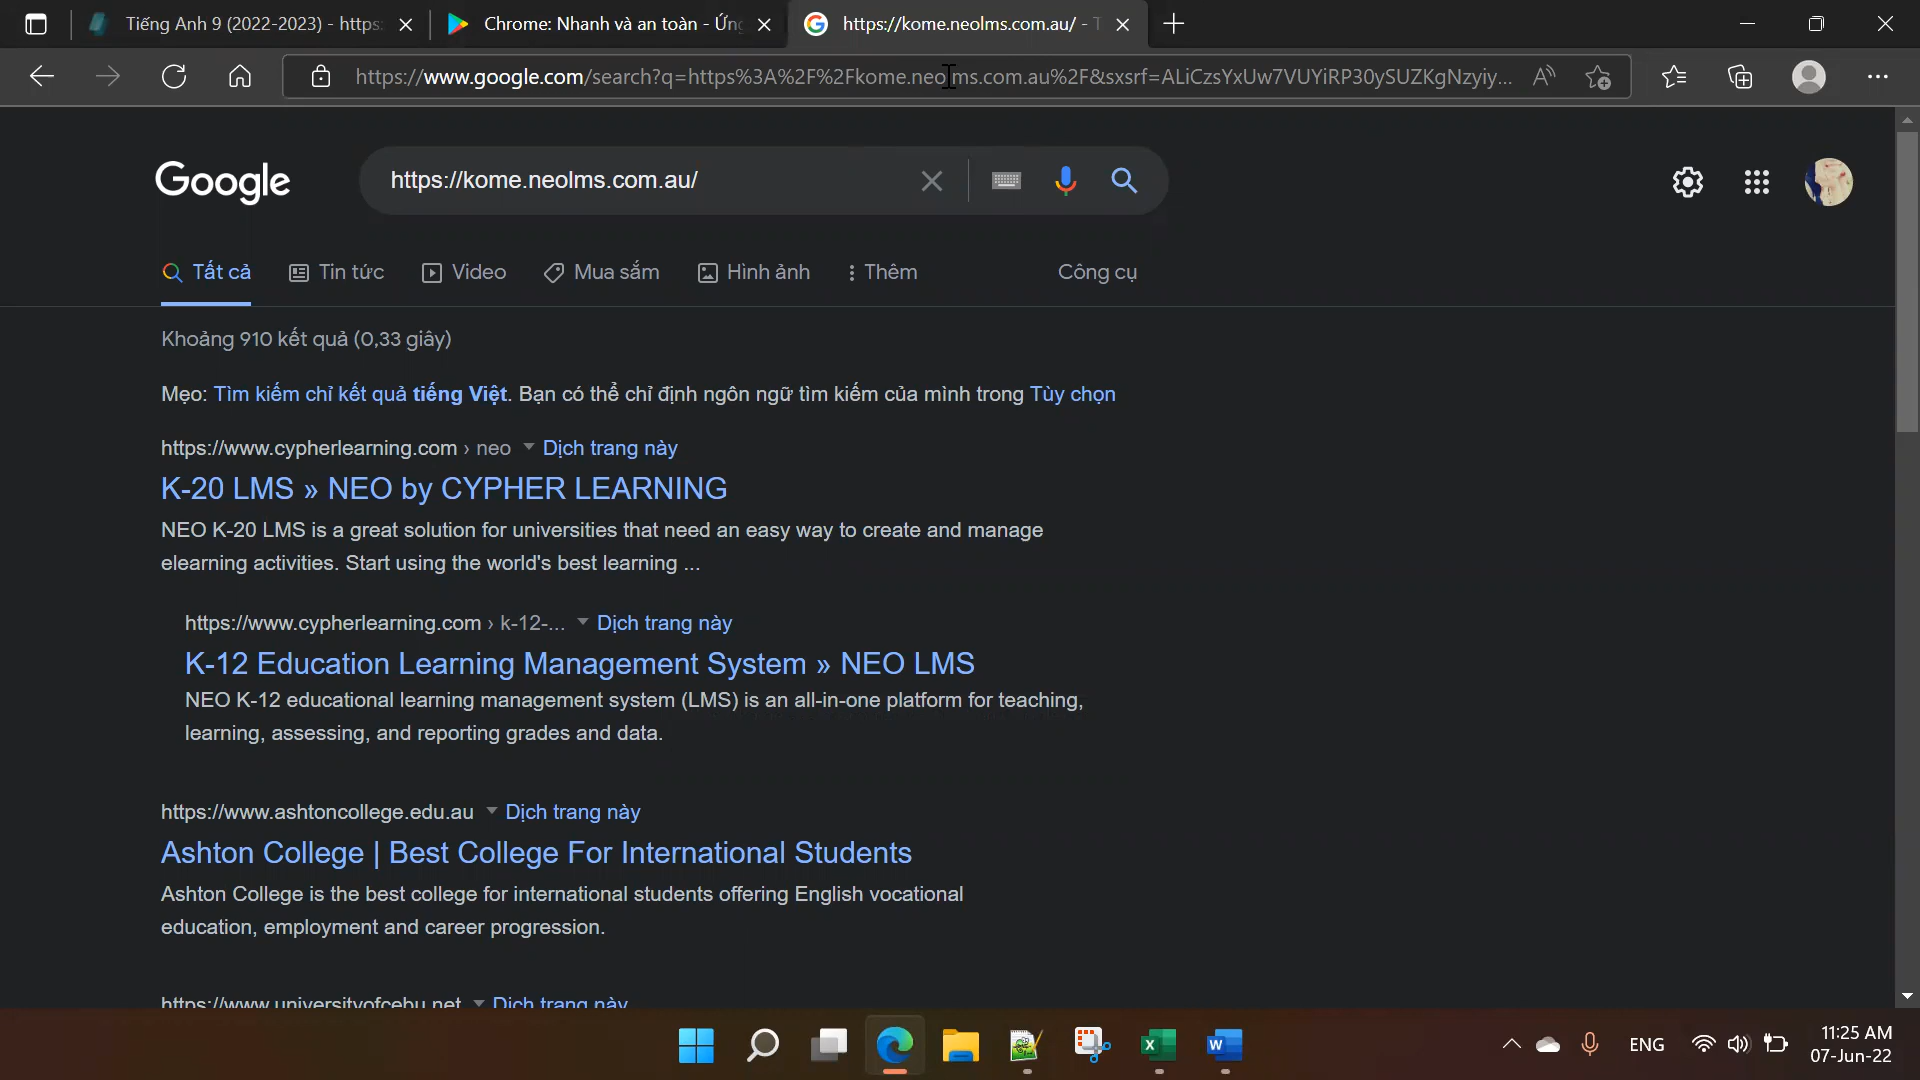 Tiếng Anh 9 (2022-2023) - https:
Chrome: Nhanh và an toàn - Ứng
https://kome.neolms.com.au/ - T
https://www.google.com/search?q=https%3A%2F%2Fkome.neolms.com.au%2F&sxsrf=ALiCzsYxUw7VUYiRP30ySUZKgNzyiy...
Google
https://kome.neolms.com.au/
Tất cả
Tin tức
Video
Mua sắm
Hình ảnh
Thêm
Công cụ
Khoảng 910 kết quả (0,33 giây)
Mẹo: Tìm kiếm chỉ kết quả tiếng Việt. Bạn có thể chỉ định ngôn ngữ tìm kiếm của mình trong Tùy chọn
https://www.cypherlearning.com › neo Dịch trang này
K-20 LMS » NEO by CYPHER LEARNING
NEO K-20 LMS is a great solution for universities that need an easy way to create and manage
elearning activities. Start using the world's best learning ...
https://www.cypherlearning.com › k-12-... Dịch trang này
K-12 Education Learning Management System » NEO LMS
NEO K-12 educational learning management system (LMS) is an all-in-one platform for teaching,
learning, assessing, and reporting grades and data.
https://www.ashtoncollege.edu.au Dịch trang này
Ashton College | Best College For International Students
Ashton College is the best college for international students offering English vocational
education, employment and career progression.
https://www.universityofcebu.net Dịch trang này
ENG
11:25 AM
07-Jun-22